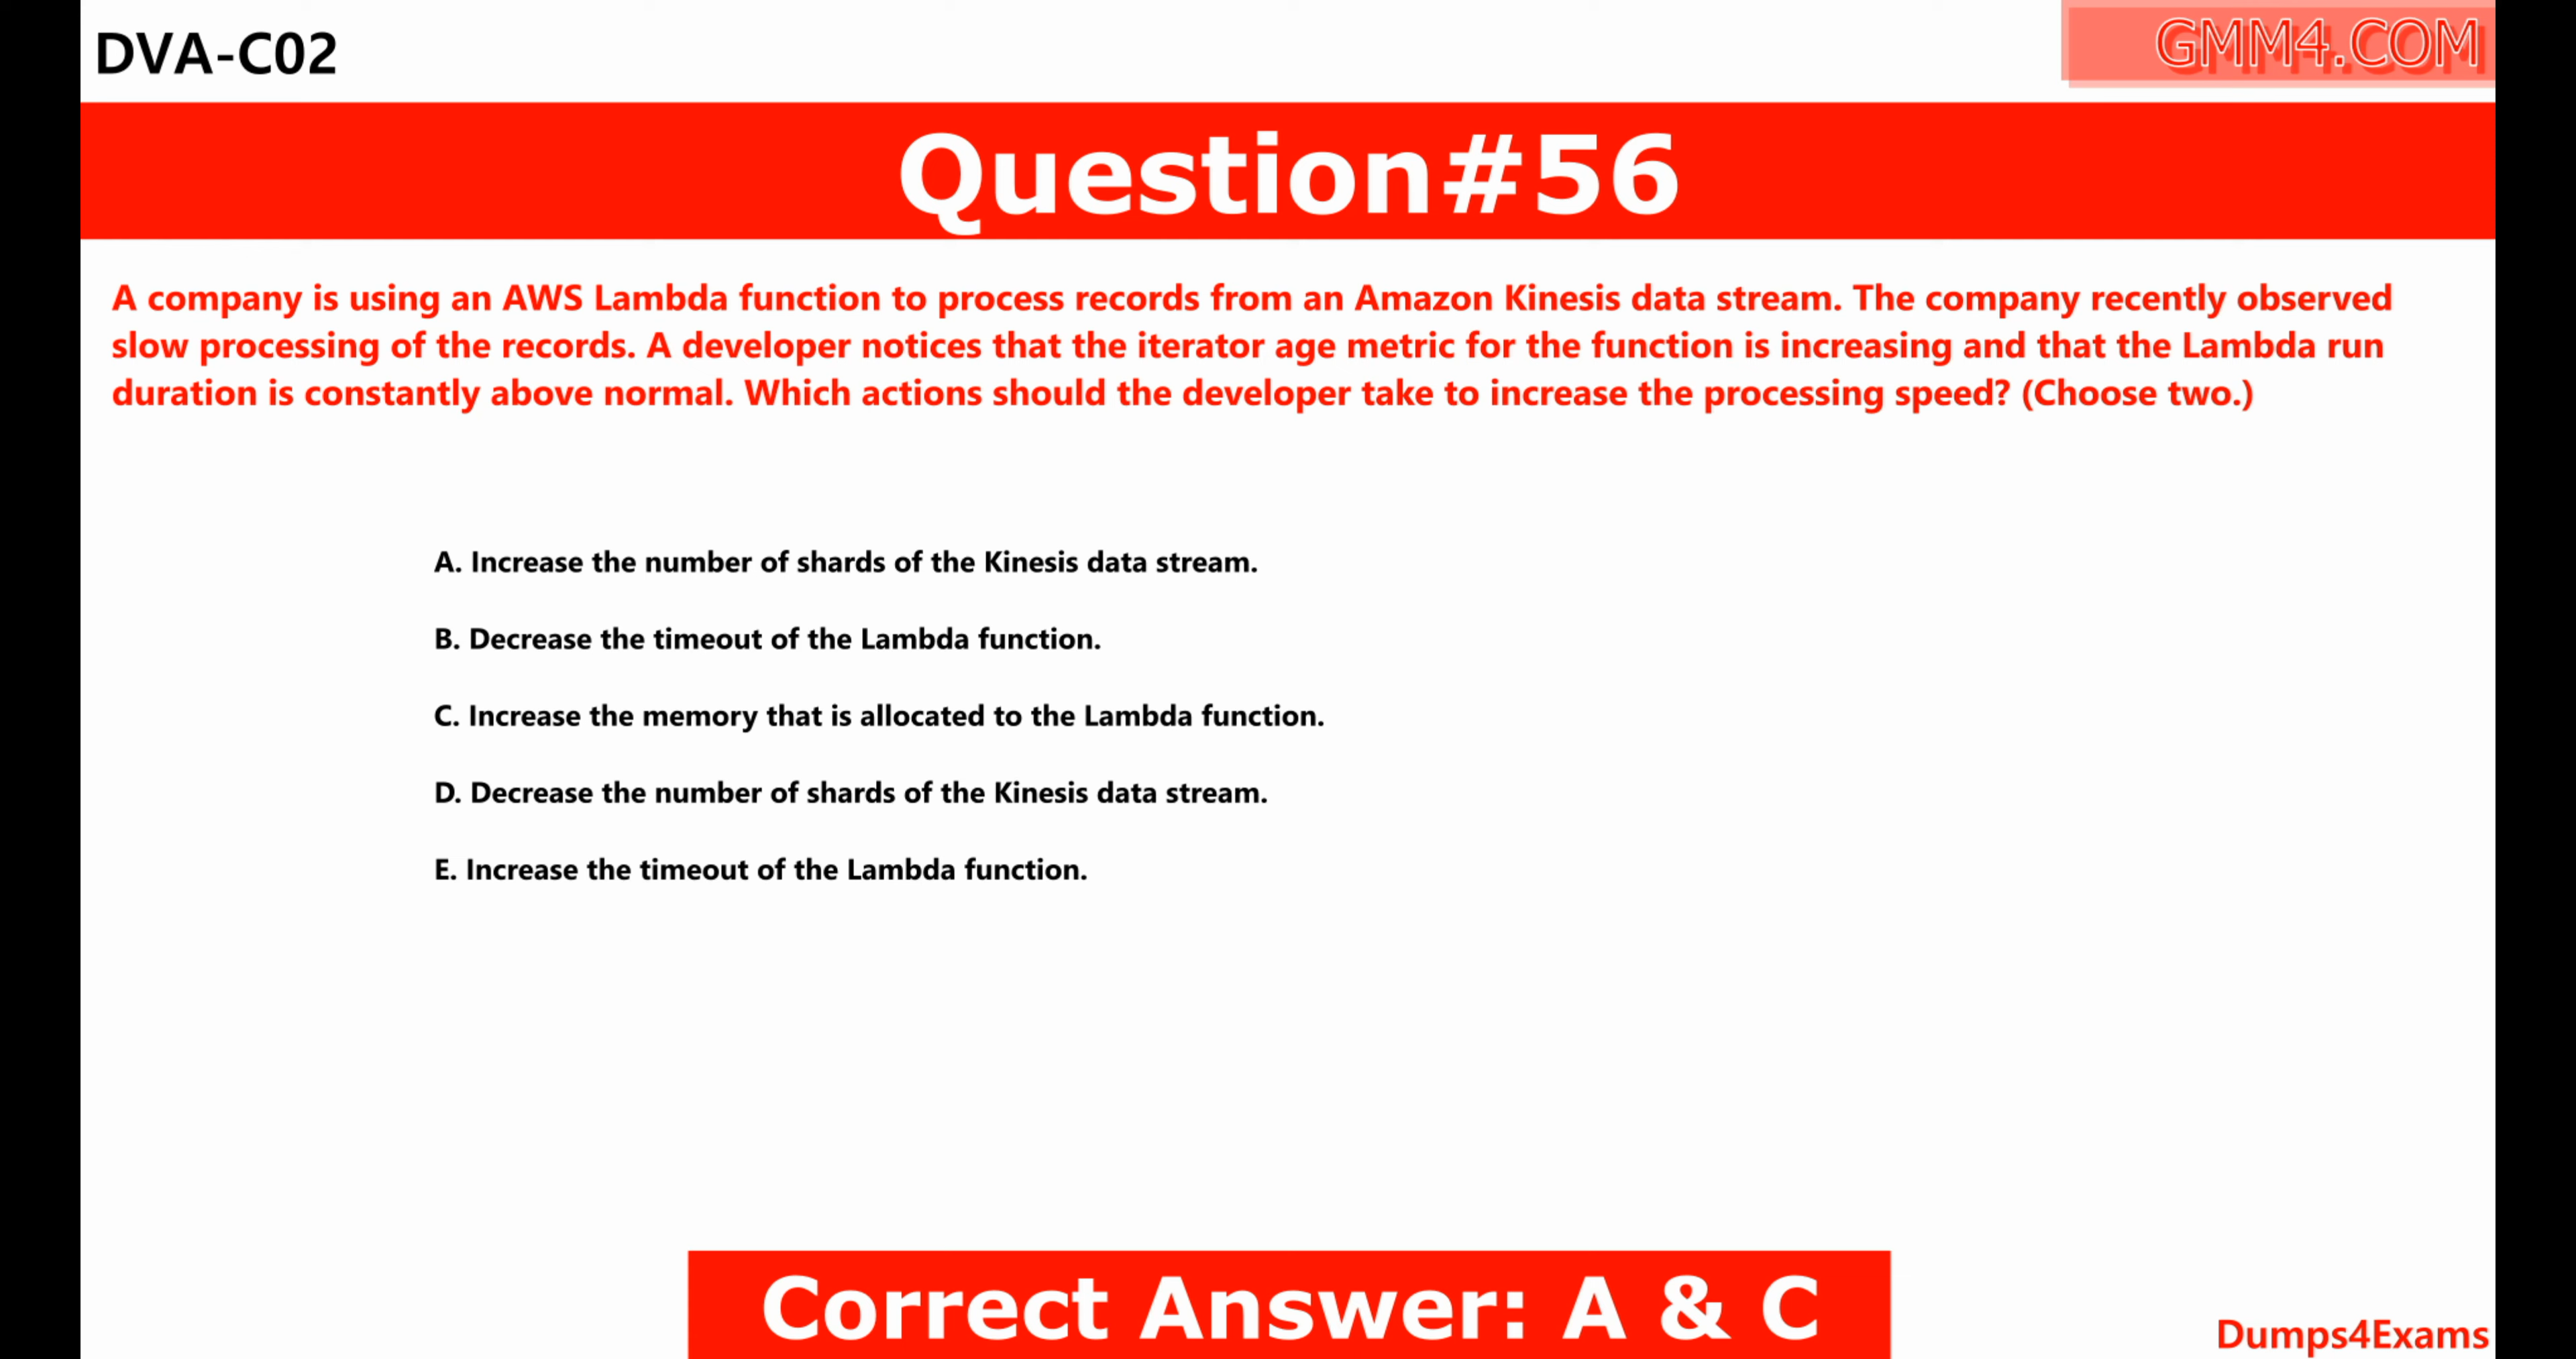 DVA-C02
GMM4.COM
Question#56
A company is using an AWS Lambda function to process records from an Amazon Kinesis data stream. The company recently observed
slow processing of the records. A developer notices that the iterator age metric for the function is increasing and that the Lambda run
duration is constantly above normal. Which actions should the developer take to increase the processing speed? (Choose two.)
A. Increase the number of shards of the Kinesis data stream.
B. Decrease the timeout of the Lambda function.
C. Increase the memory that is allocated to the Lambda function.
D. Decrease the number of shards of the Kinesis data stream.
E. Increase the timeout of the Lambda function.
Correct Answer: A & C
Dumps4Exams